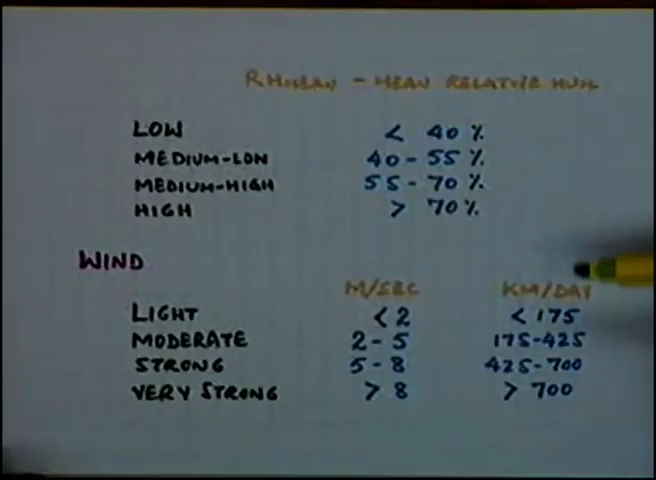 RHMEAN - MEAN RELATIVE HUM.
LOW < 40 %
MEDIUM-LOW 40 - 55 %
MEDIUM-HIGH 55 - 70 %
HIGH > 70 %
WIND
M/SEC KM/DAY
LIGHT < 2 < 175
MODERATE 2 - 5 175-425
STRONG 5 - 8 425-700
VERY STRONG > 8 > 700